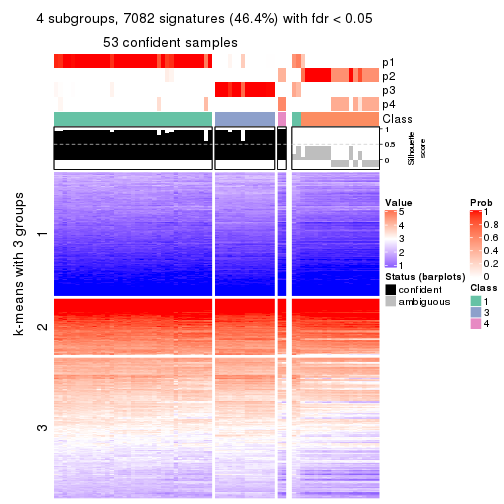 4 subgroups, 7082 signatures (46.4%) with fdr < 0.05
53 confident samples
p1
p2
p3
p4
Class
1
0.5
0
Silhouette
score
k-means with 3 groups
1
2
3
Value
5
4
3
2
1
Status (barplots)
confident
ambiguous
Prob
1
0.8
0.6
0.4
0.2
0
Class
1
3
4